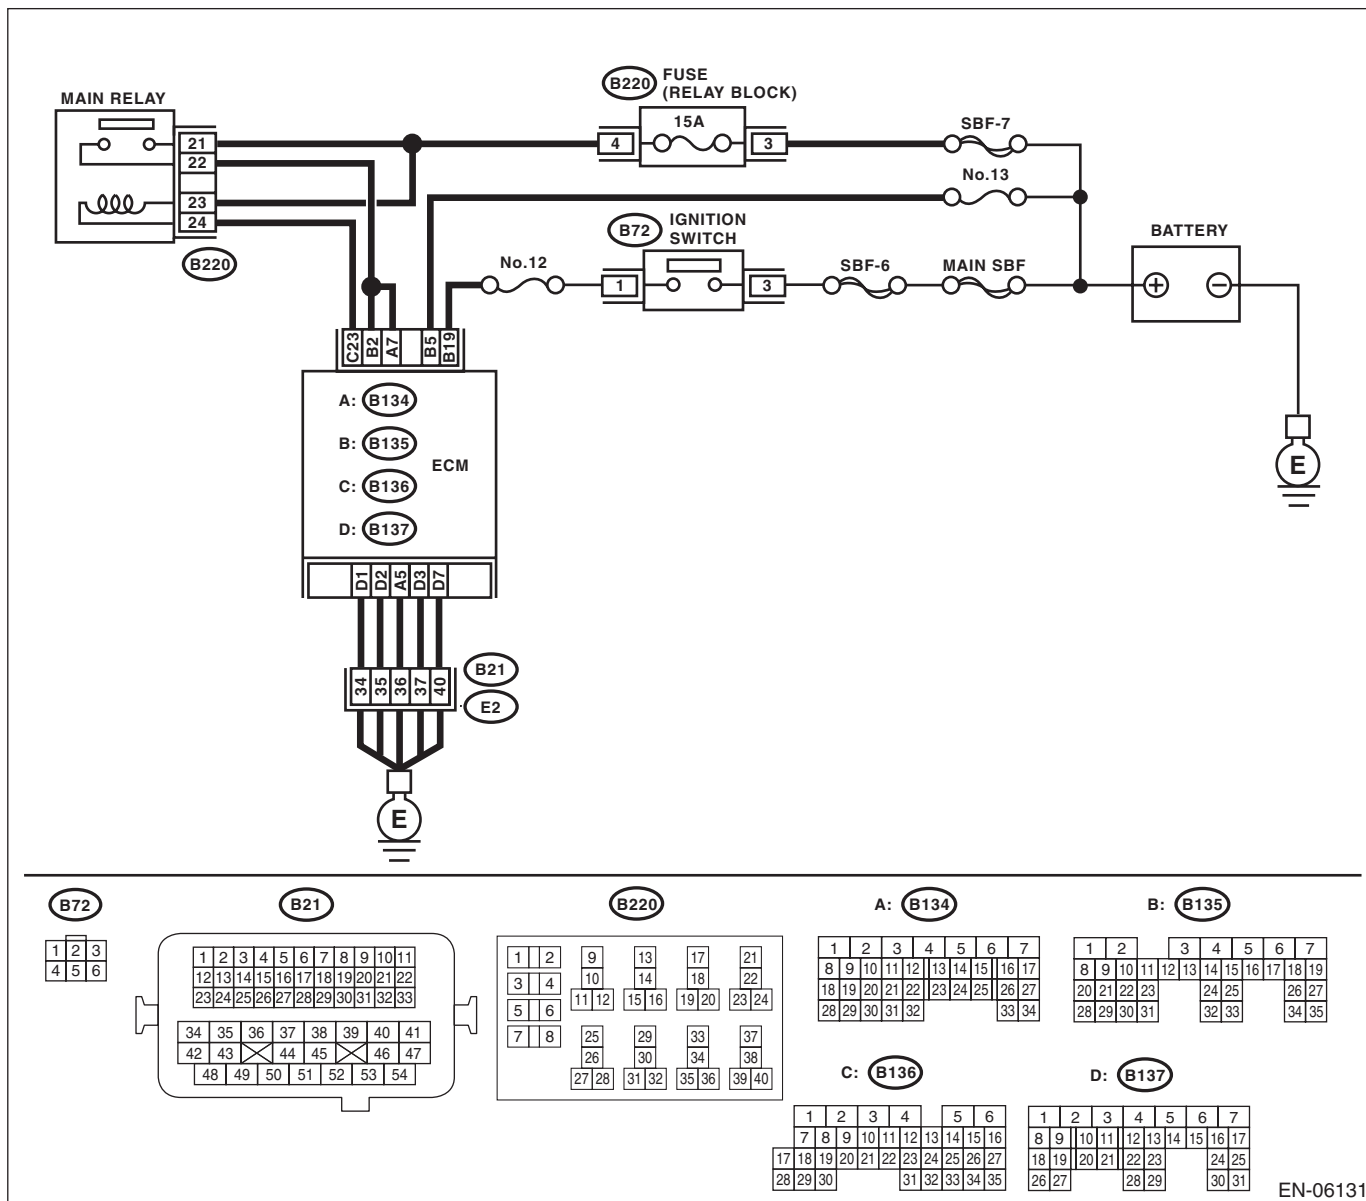 B220 FUSE
(RELAY BLOCK)
MAIN RELAY
15A
SBF-7
21
4
3
22
No.13
23
B72 IGNITION
SWITCH
24
BATTERY
B220
No.12
SBF-6
MAIN SBF
1
3
+ −
C23 B2 A7 B5 B19
A: B134
B: B135
ECM
E
C: B136
D: B137
D1 D2 A5 D3 D7
B21
34 35 36 37 40
E2
E
B72
1 2 3
4 5 6
B21
1 2 3 4 5 6 7 8 9 10 11
12 13 14 15 16 17 18 19 20 21 22
23 24 25 26 27 28 29 30 31 32 33
34 35 36 37 38 39 40 41
42 43 44 45 46 47
48 49 50 51 52 53 54
B220
1 2 9 13 17 21
3 4 10 14 18 22
5 6 11 12 15 16 19 20 23 24
7 8 25 29 33 37
26 30 34 38
27 28 31 32 35 36 39 40
A: B134
1 2 3 4 5 6 7
8 9 10 11 12 13 14 15 16 17
18 19 20 21 22 23 24 25 26 27
28 29 30 31 32 33 34
B: B135
1 2 3 4 5 6 7
8 9 10 11 12 13 14 15 16 17 18 19
20 21 22 23 24 25 26 27
28 29 30 31 32 33 34 35
C: B136
1 2 3 4 5 6
7 8 9 10 11 12 13 14 15 16
17 18 19 20 21 22 23 24 25 26 27
28 29 30 31 32 33 34 35
D: B137
1 2 3 4 5 6 7
8 9 10 11 12 13 14 15 16 17
18 19 20 21 22 23 24 25
26 27 28 29 30 31
EN-06131